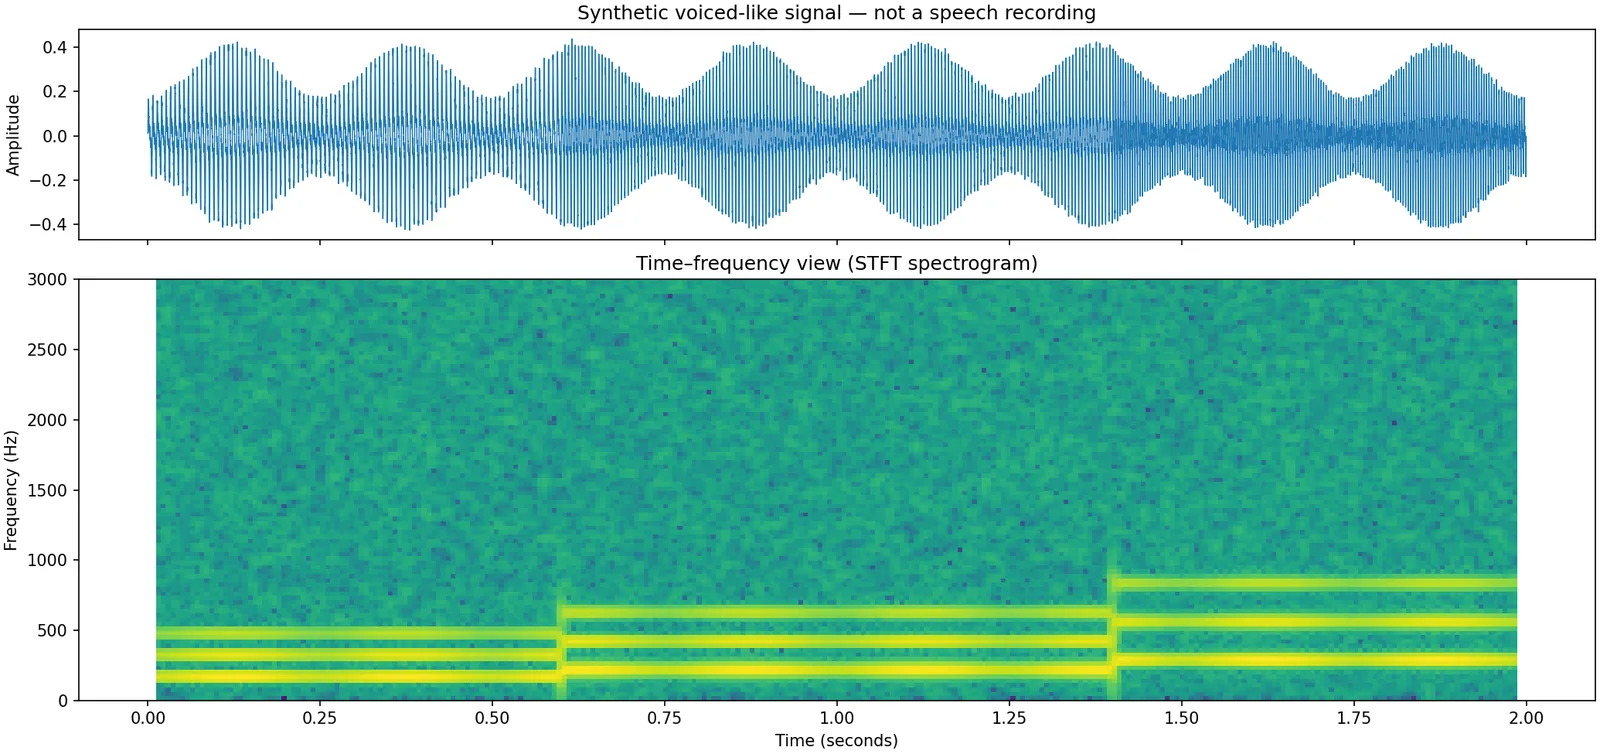 Synthetic voiced-like signal — not a speech recording
Amplitude
0.4
0.2
0.0
−0.2
−0.4
Time–frequency view (STFT spectrogram)
Frequency (Hz)
3000
2500
2000
1500
1000
500
0
0.00 0.25 0.50 0.75 1.00 1.25 1.50 1.75 2.00
Time (seconds)